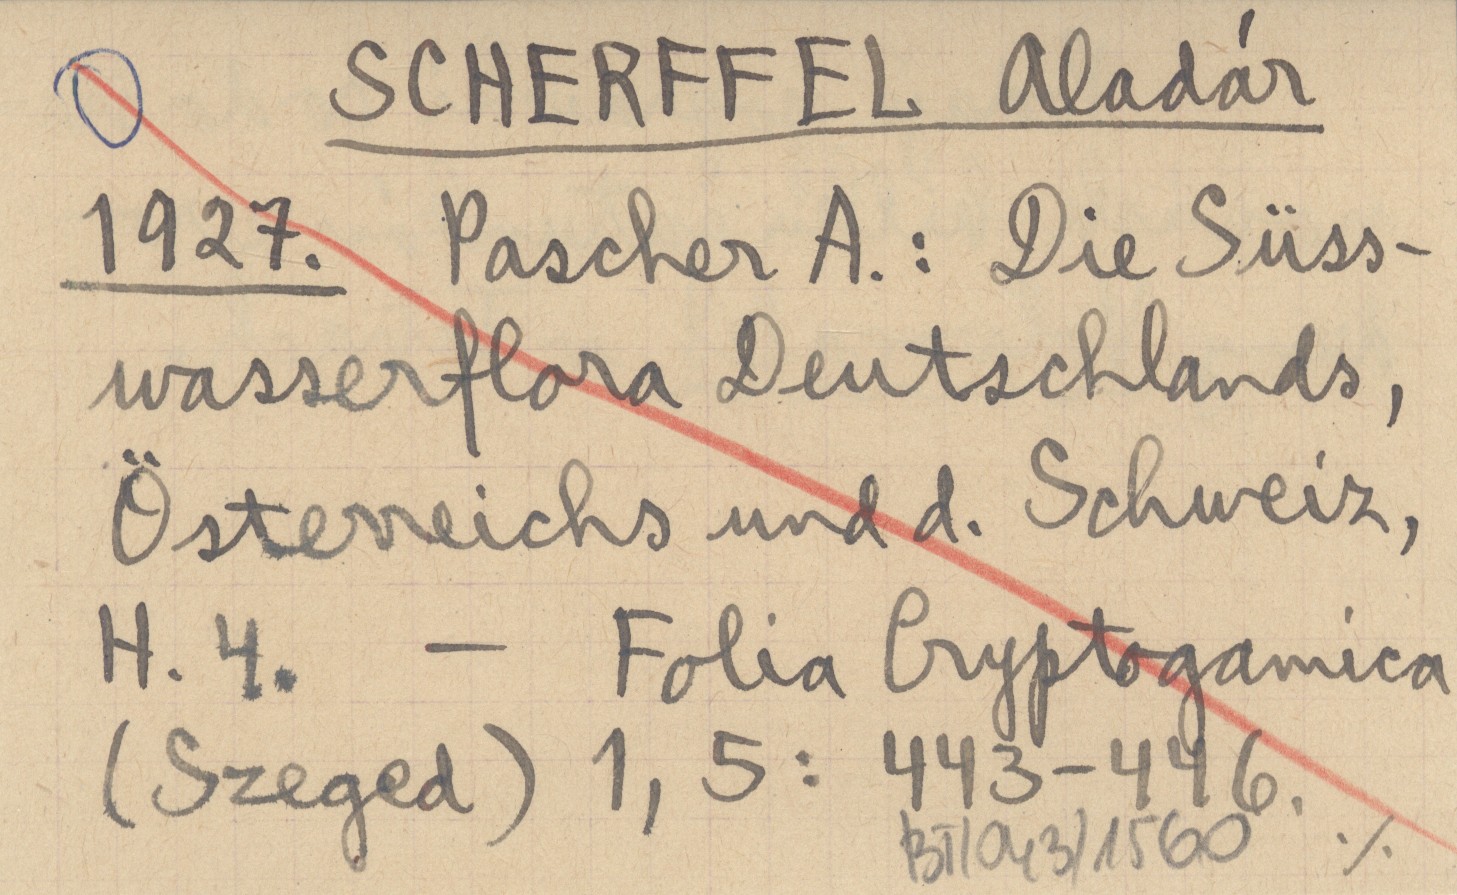 SCHERFFEL Aladár
1927. Pascher A.: Die Süss-
wasserflora Deutschlands,
Österreichs und d. Schweiz,
H. 4. — Folia Cryptogamica
(Szeged) 1, 5: 443-446.
BTI/043/1560 ./.